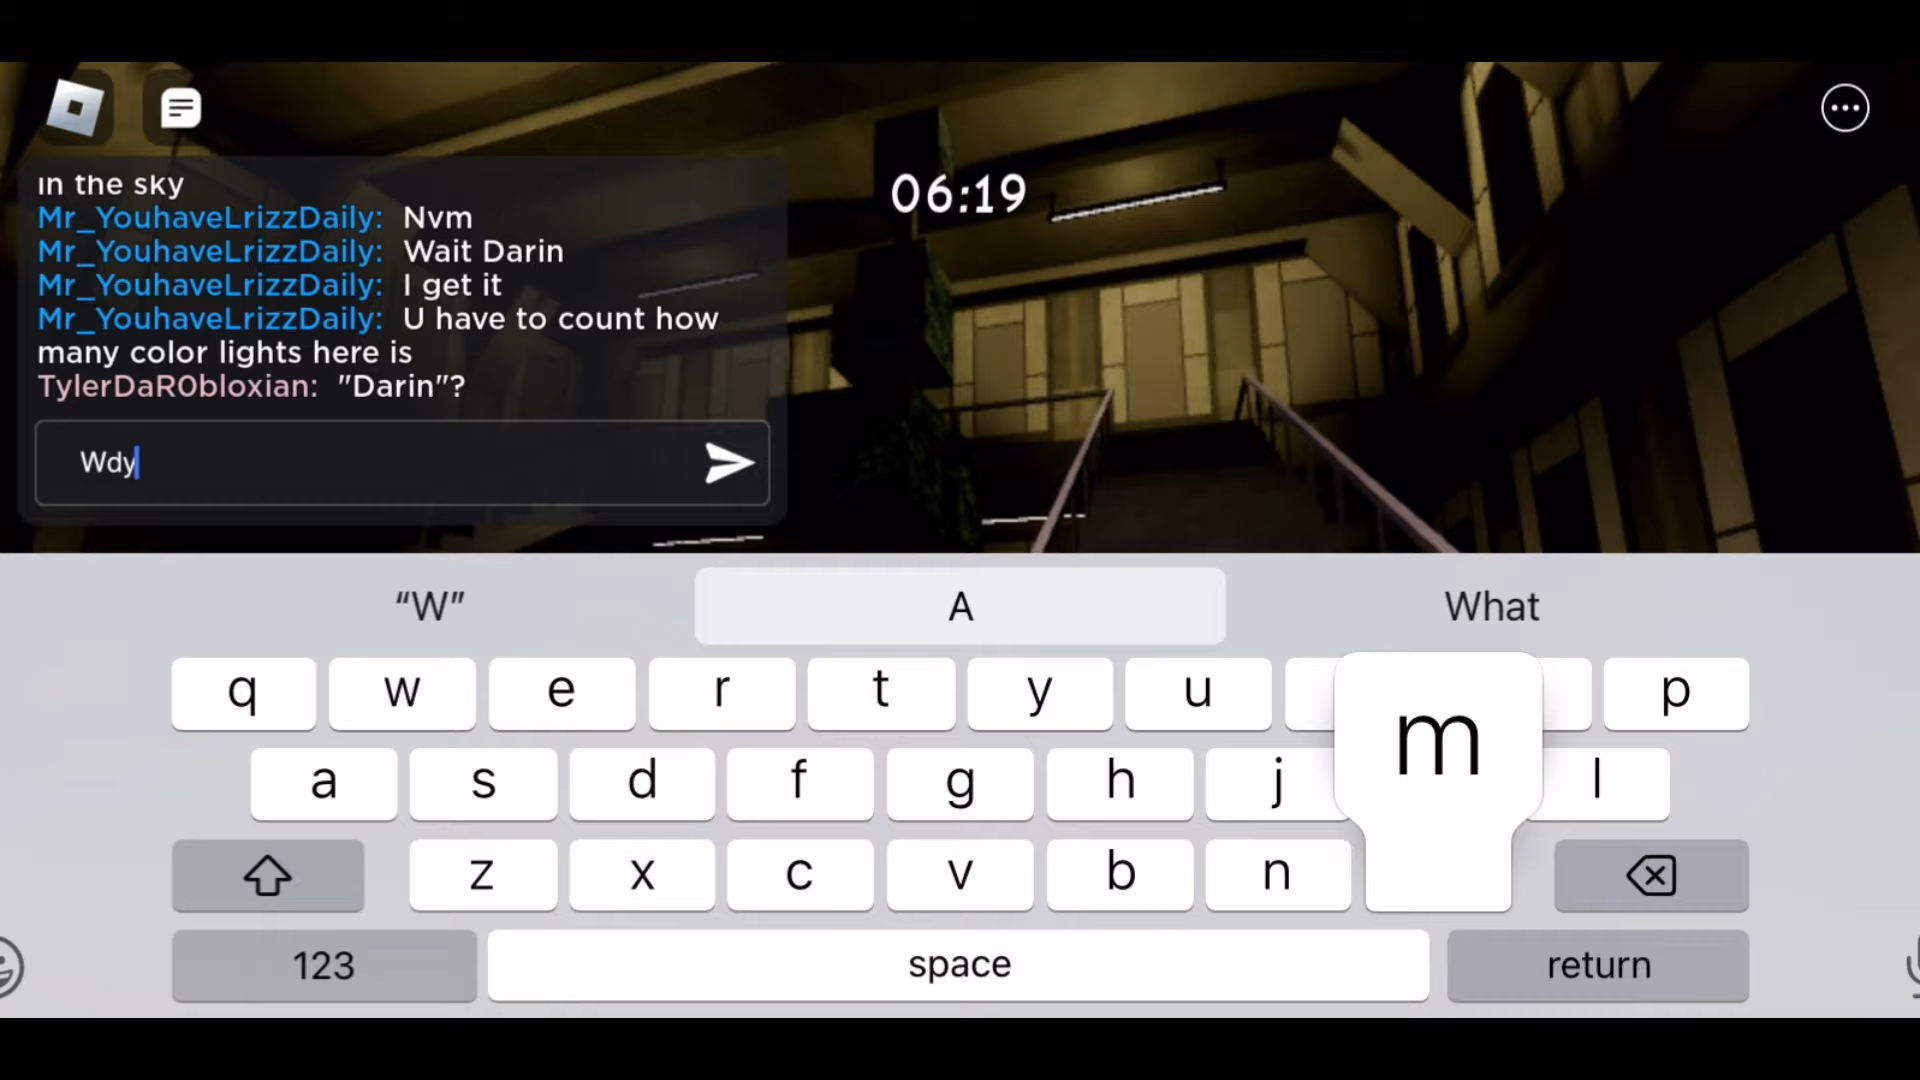 in the sky
Mr_YouhaveLrizzDaily: Nvm
Mr_YouhaveLrizzDaily: Wait Darin
Mr_YouhaveLrizzDaily: I get it
Mr_YouhaveLrizzDaily: U have to count how
many color lights here is
TylerDaR0bloxian: "Darin"?
06:19
Wdy
“W” A What
q w e r t y u p
a s d f g h j l
m
z x c v b n
123 space return